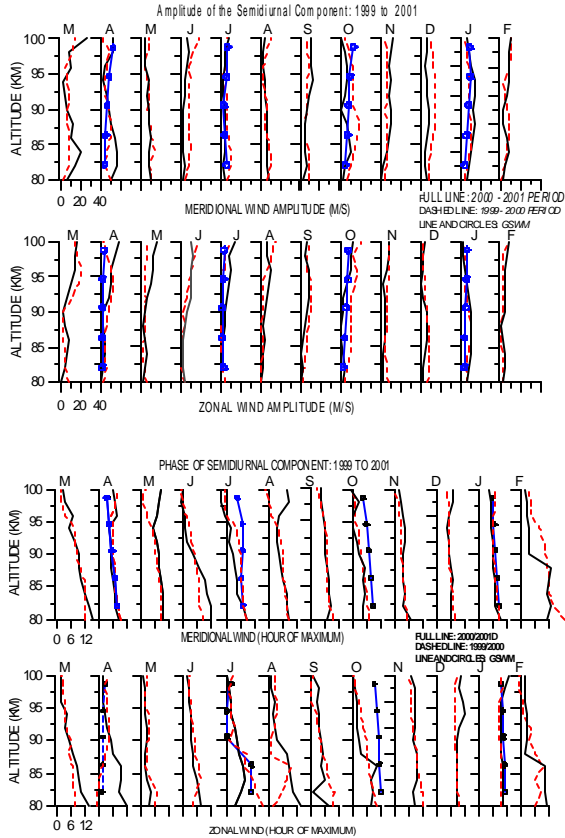 Amplitude of the Semidiurnal Component: 1999 to 2001
M A M J J A S O N D J F
100
95
90
85
80
ALTITUDE (KM)
0 20 40
MERIDIONAL WIND AMPLITUDE (M/S)
FULL LINE: 2000 - 2001 PERIOD
DASHED LINE: 1999 - 2000 PERIOD
LINE AND CIRCLES: GSWM
M A M J J A S O N D J F
100
95
90
85
80
ALTITUDE (KM)
0 20 40
ZONAL WIND AMPLITUDE (M/S)
PHASE OF SEMIDIURNAL COMPONENT: 1999 TO 2001
M A M J J A S O N D J F
100
95
90
85
80
ALTITUDE (KM)
0 6 12
MERIDIONAL WIND (HOUR OF MAXIMUM)
FULL LINE: 2000/2001D
DASHED LINE: 1999/2000
LINE AND CIRCLES: GSWM
M A M J J A S O N D J F
100
95
90
85
80
ALTITUDE (KM)
0 6 12
ZONAL WIND (HOUR OF MAXIMUM)